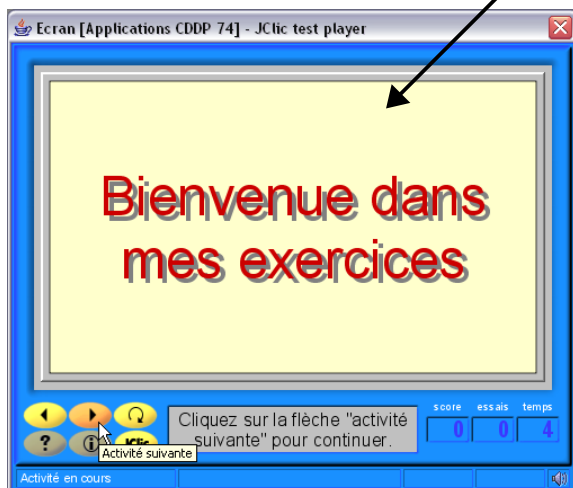 Ecran [Applications CDDP 74] - JClic test player
Bienvenue dans
mes exercices
Cliquez sur la flèche "activité
suivante" pour continuer.
score essais temps
0 0 4
? i JClic
Activité suivante
Activité en cours